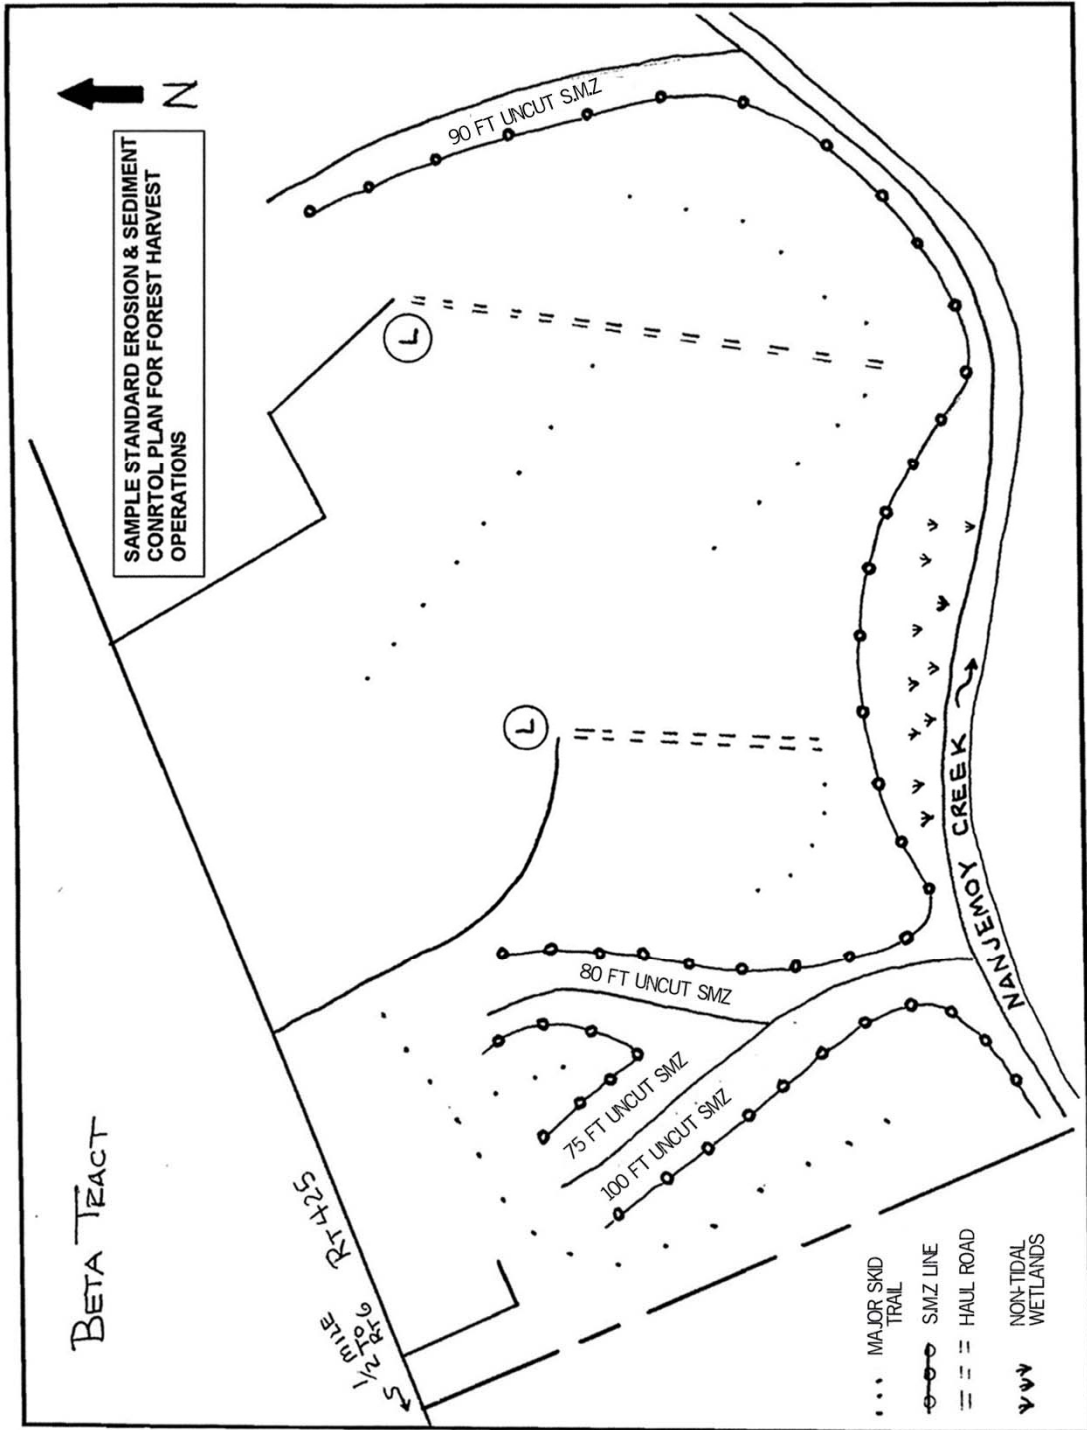 BETA TRACT
SAMPLE STANDARD EROSION & SEDIMENT
CONRTOL PLAN FOR FOREST HARVEST
OPERATIONS
N
RT 425
1/2 MILE
S 1/2 TO
RT 6
90 FT UNCUT S.M.Z
L
L
80 FT UNCUT SMZ
75 FT UNCUT SMZ
100 FT UNCUT SMZ
NANJEMOY CREEK
MAJOR SKID
TRAIL
S.M.Z LINE
HAUL ROAD
NON-TIDAL
WETLANDS